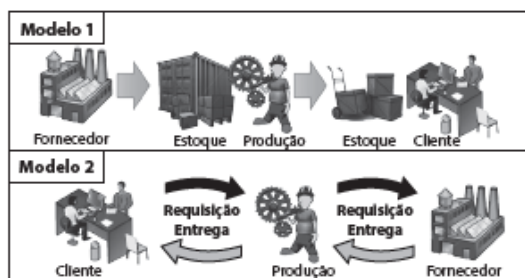 Modelo 1
Fornecedor
Estoque
Produção
Estoque
Cliente
Modelo 2
Requisição
Entrega
Requisição
Entrega
Cliente
Produção
Fornecedor